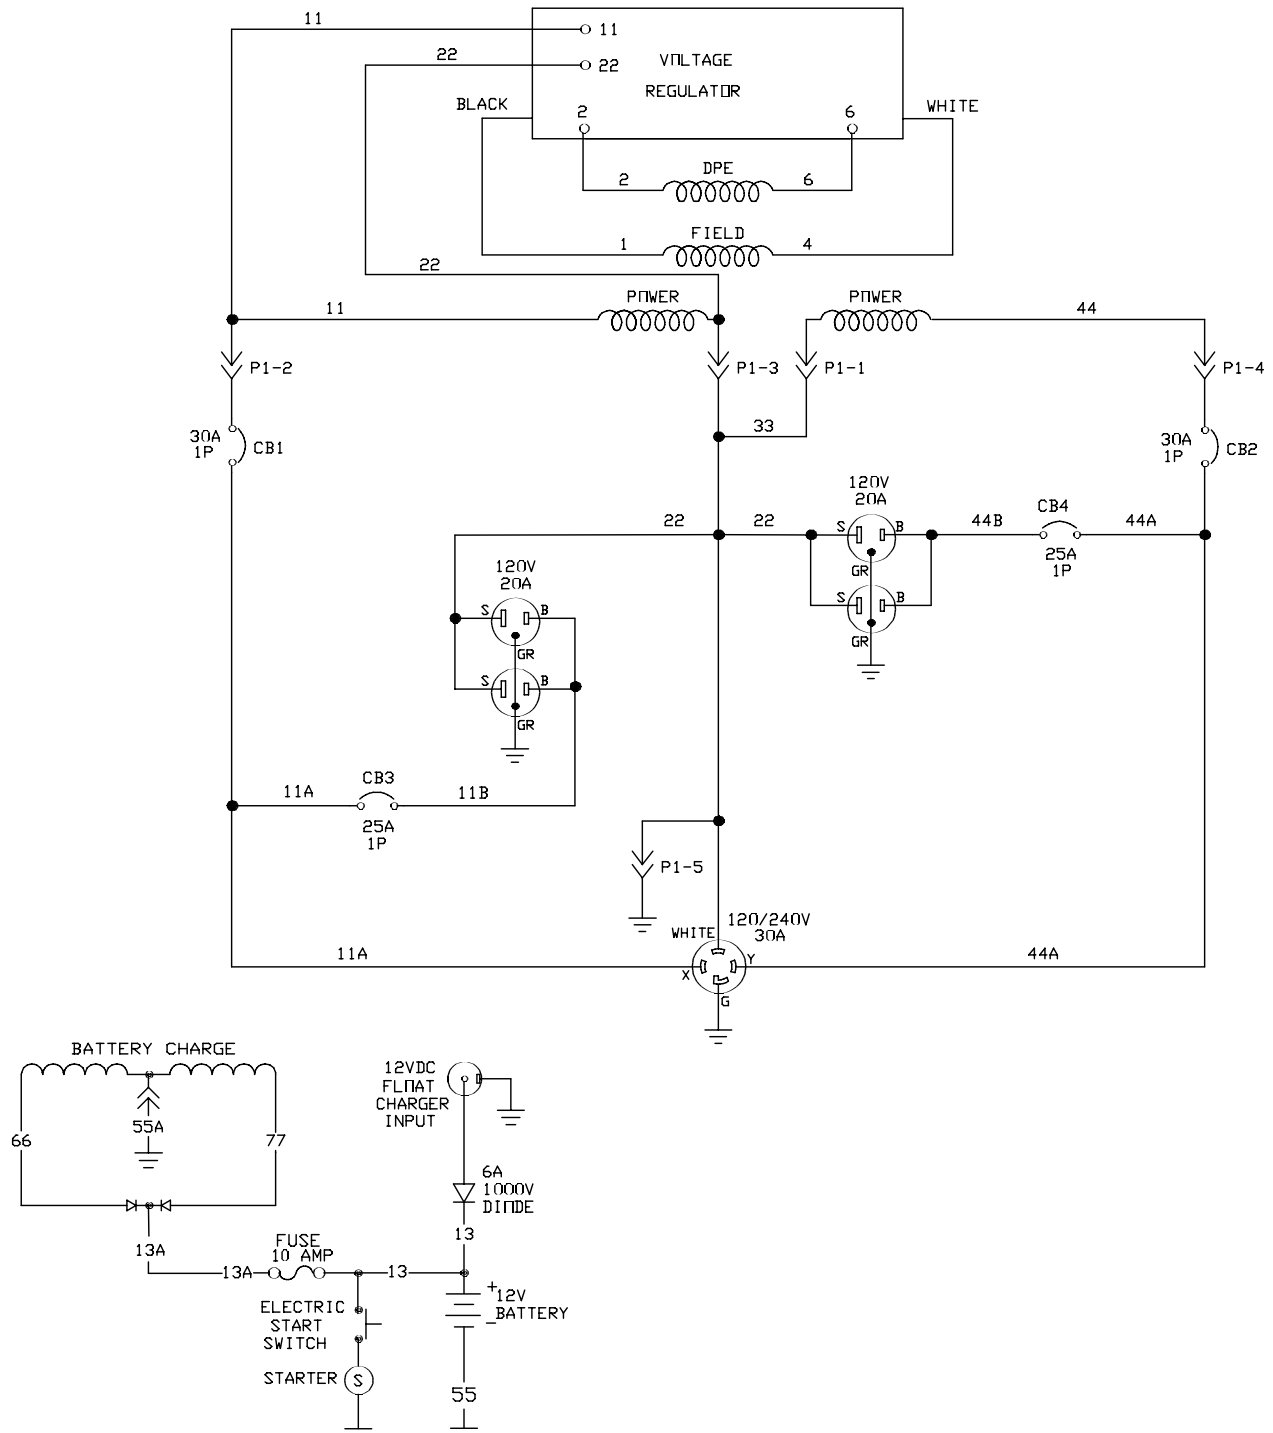 11
11
22
22
VOLTAGE
REGULATOR
BLACK
WHITE
2
6
DPE
2
6
FIELD
1
4
22
POWER
POWER
11
44
P1-2
P1-3
P1-1
P1-4
33
30A
1P
CB1
30A
1P
CB2
120V
20A
22
22
S
B
44B
CB4
44A
25A
1P
GR
S
B
GR
120V
20A
S
B
GR
S
B
GR
CB3
11A
11B
25A
1P
P1-5
120/240V
30A
WHITE
11A
X
Y
44A
G
BATTERY CHARGE
55A
66
77
12VDC
FLOAT
CHARGER
INPUT
6A
1000V
DIODE
13
13A
FUSE
10 AMP
13A
13
+
12V
BATTERY
-
ELECTRIC
START
SWITCH
STARTER
S
55